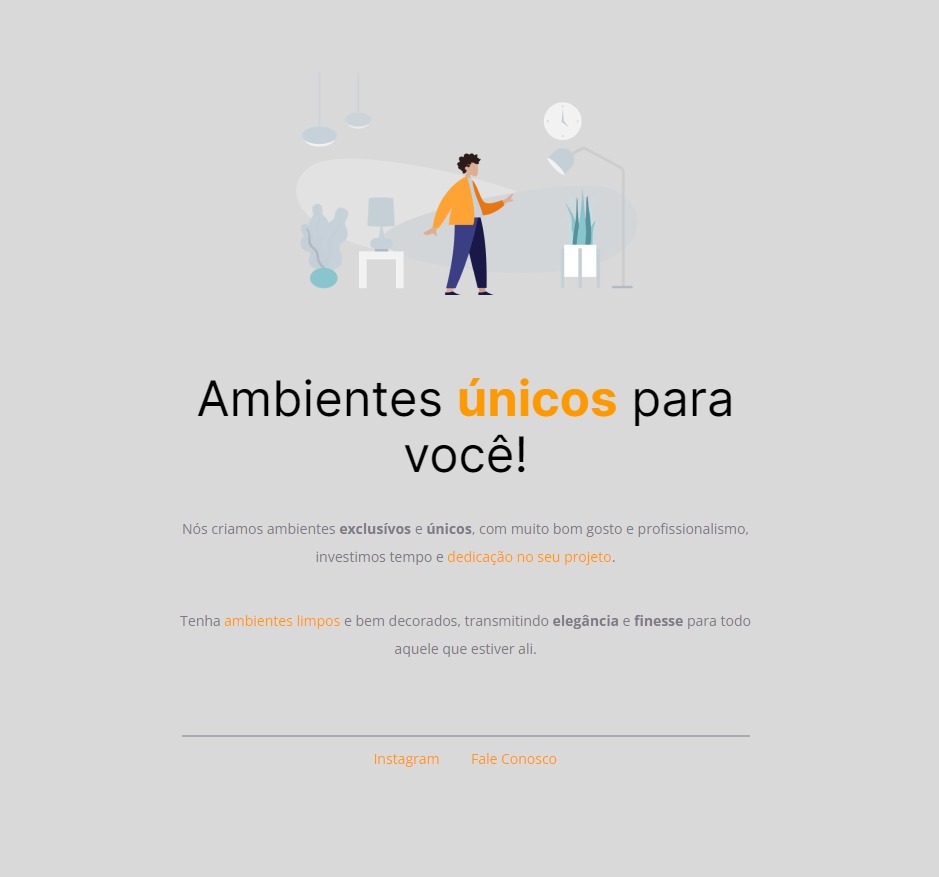 Ambientes únicos para
você!
Nós criamos ambientes exclusívos e únicos, com muito bom gosto e profissionalismo,
investimos tempo e dedicação no seu projeto.
Tenha ambientes limpos e bem decorados, transmitindo elegância e finesse para todo
aquele que estiver ali.
Instagram Fale Conosco